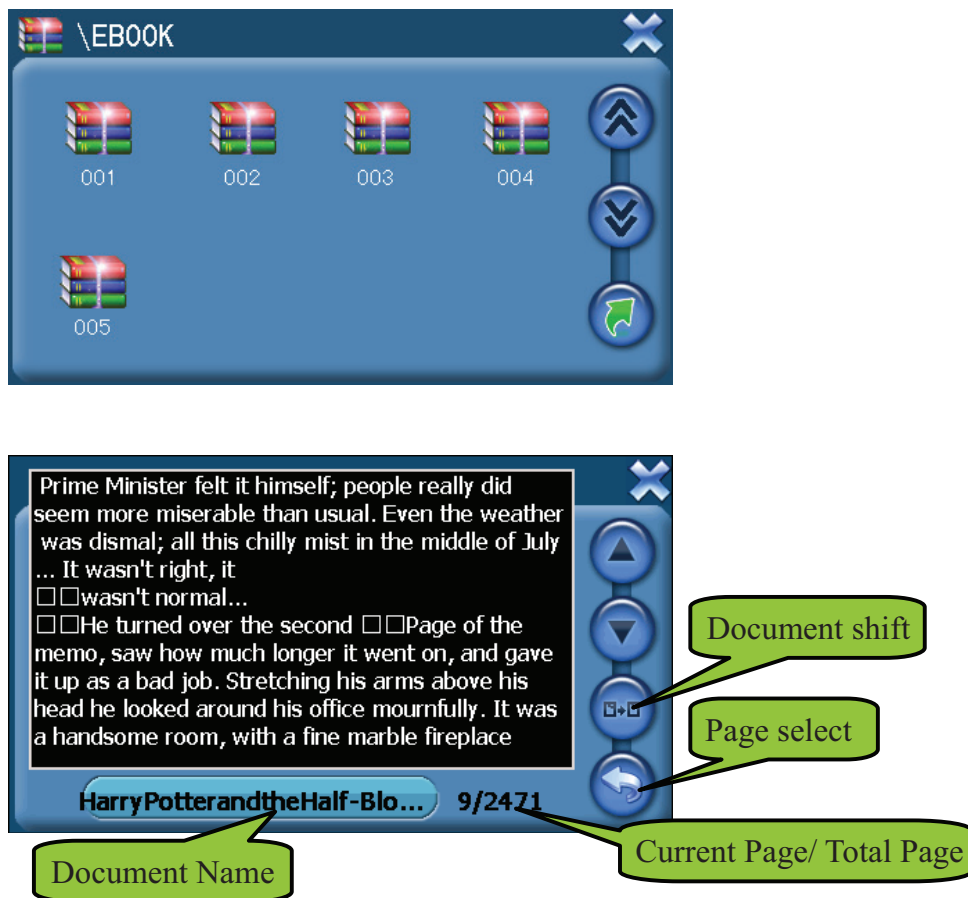 \EBOOK
001 002 003 004
005
Prime Minister felt it himself; people really did
seem more miserable than usual. Even the weather
was dismal; all this chilly mist in the middle of July
... It wasn't right, it
□□wasn't normal...
□□He turned over the second □□Page of the
memo, saw how much longer it went on, and gave
it up as a bad job. Stretching his arms above his
head he looked around his office mournfully. It was
a handsome room, with a fine marble fireplace
HarryPotterandtheHalf-Blo... 9/2471
Document shift
Page select
Current Page/ Total Page
Document Name